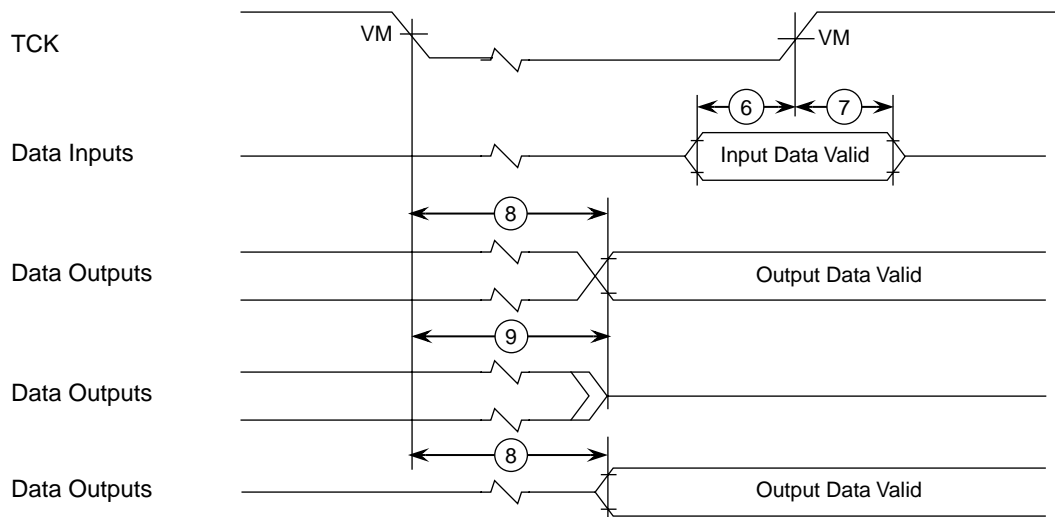 TCK
VM
VM
6
7
Data Inputs
Input Data Valid
8
Data Outputs
Output Data Valid
9
Data Outputs
8
Data Outputs
Output Data Valid